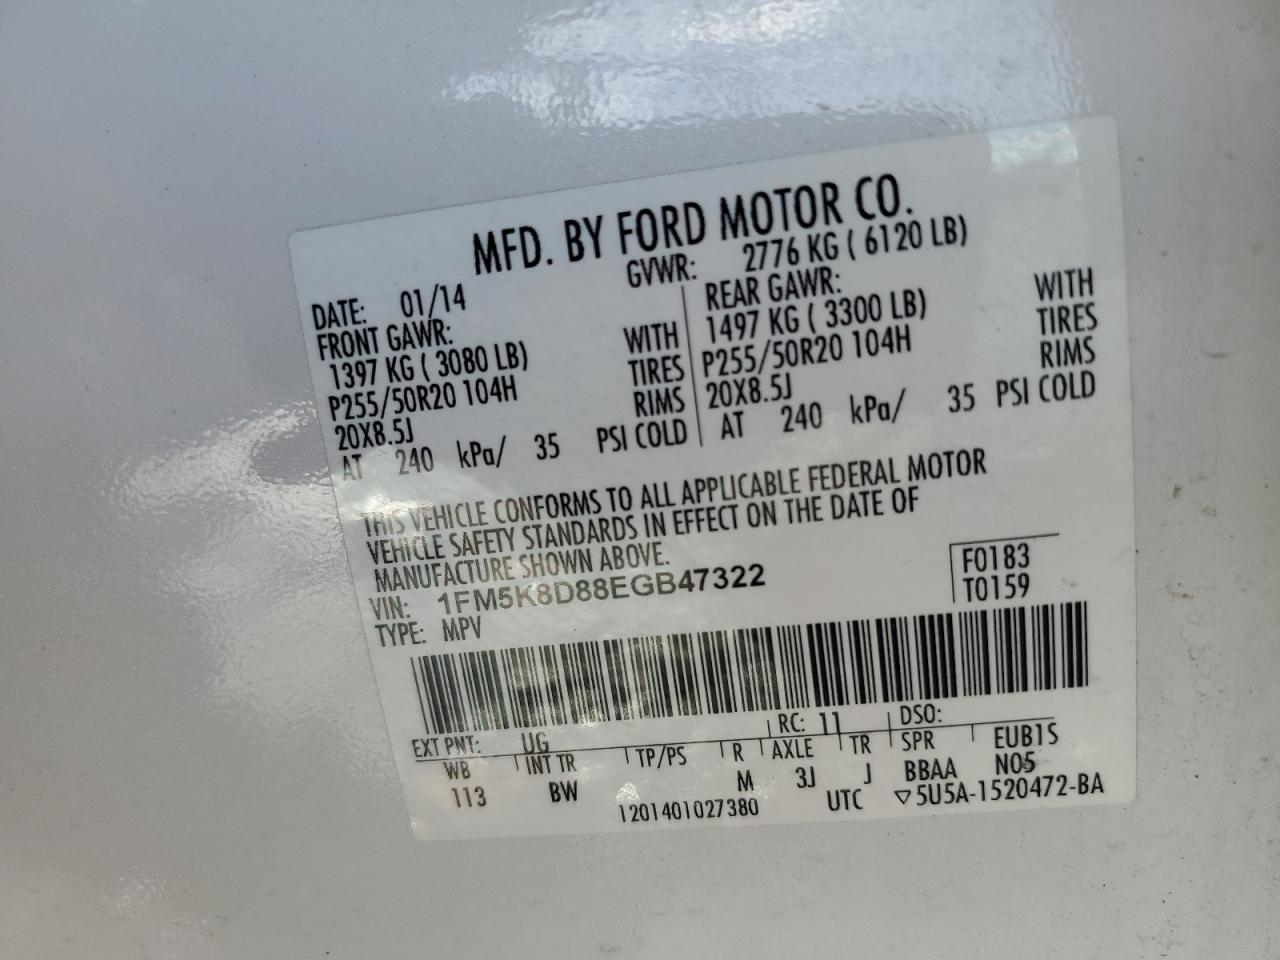 MFD. BY FORD MOTOR CO.
DATE: 01/14 GVWR: 2776 KG ( 6120 LB)
FRONT GAWR: REAR GAWR:
1397 KG ( 3080 LB) WITH 1497 KG ( 3300 LB) WITH
P255/50R20 104H TIRES P255/50R20 104H TIRES
20X8.5J RIMS 20X8.5J RIMS
AT 240 kPa/ 35 PSI COLD AT 240 kPa/ 35 PSI COLD
THIS VEHICLE CONFORMS TO ALL APPLICABLE FEDERAL MOTOR
VEHICLE SAFETY STANDARDS IN EFFECT ON THE DATE OF
MANUFACTURE SHOWN ABOVE.
VIN: 1FM5K8D88EGB47322 F0183
TYPE: MPV T0159
EXT PNT: UG RC: 11 DSO:
WB INT TR TP/PS R AXLE TR SPR EUB1S
113 BW M 3J J BBAA N05
1201401027380 UTC ▽5U5A-1520472-BA